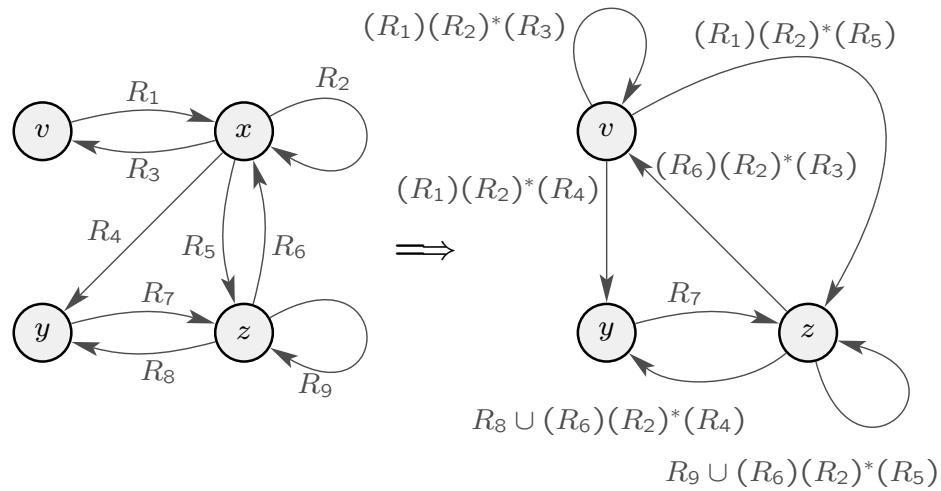 R₁
R₂
v
x
R₃
R₄
R₅
R₆
R₇
y
z
R₈
R₉
⟹
(R₁)(R₂)*(R₃)
(R₁)(R₂)*(R₅)
v
(R₁)(R₂)*(R₄)
(R₆)(R₂)*(R₃)
R₇
y
z
R₈ ∪ (R₆)(R₂)*(R₄)
R₉ ∪ (R₆)(R₂)*(R₅)